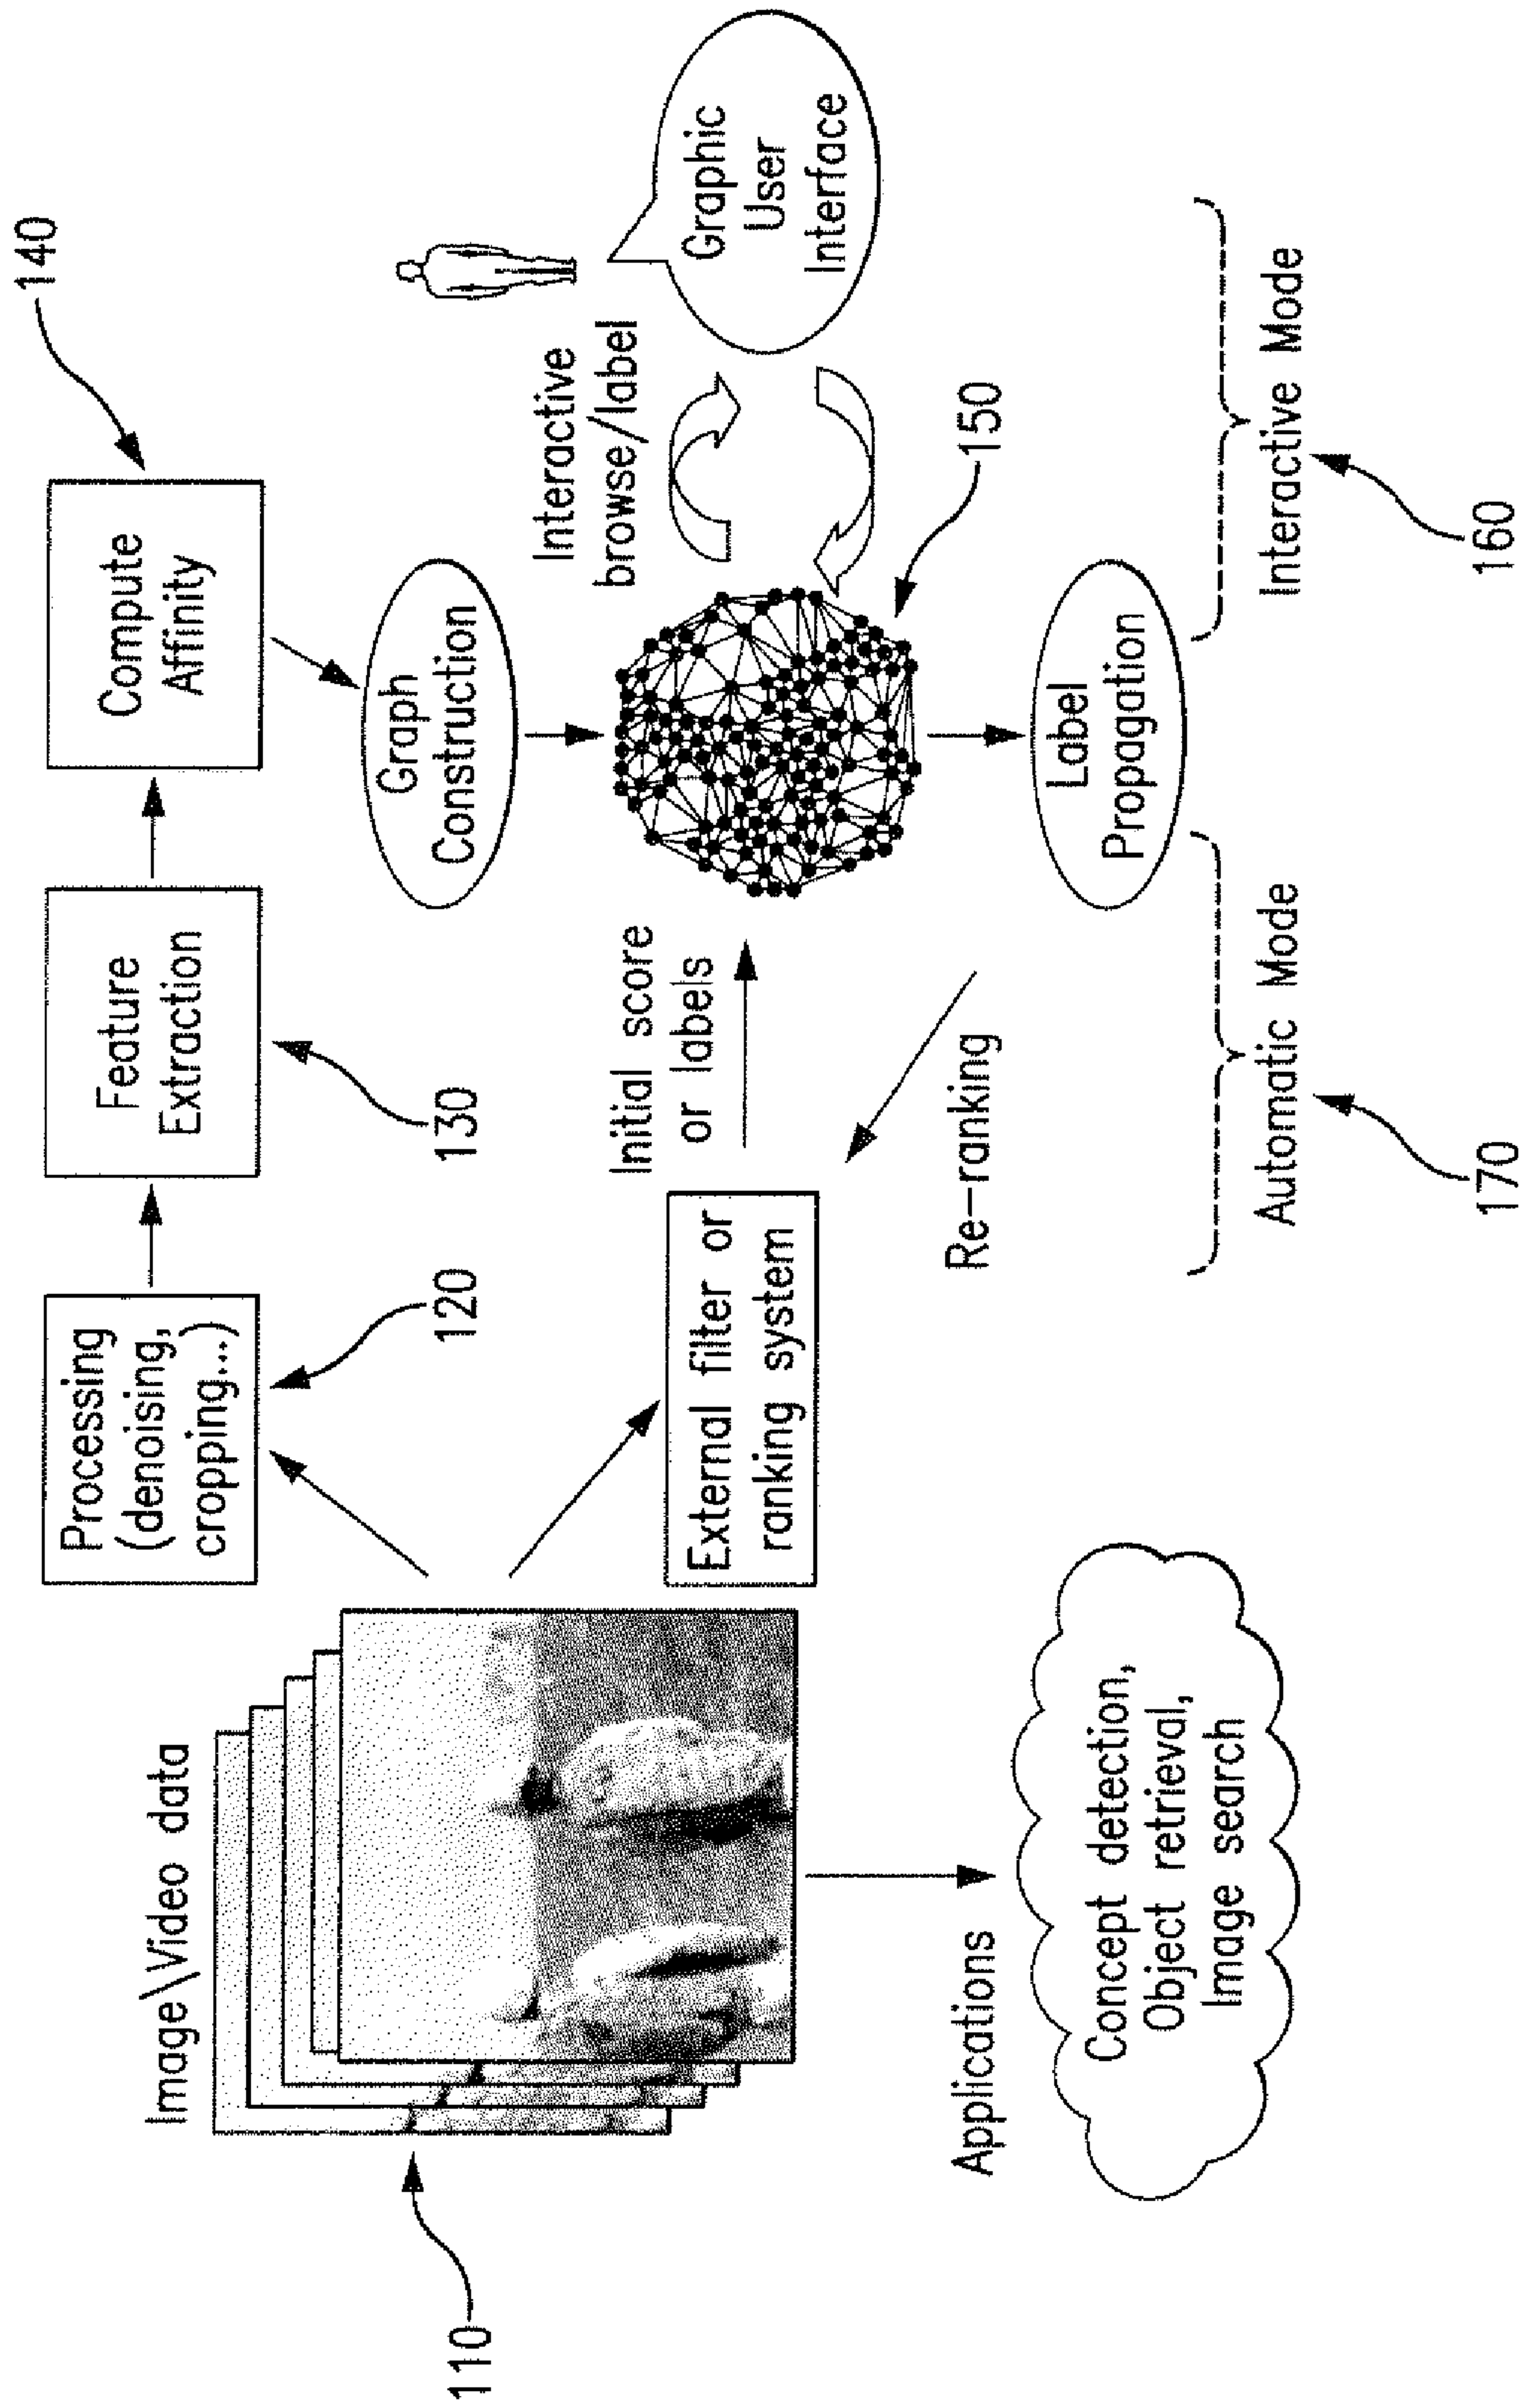 Image\Video data
110
Applications
Concept detection,
Object retrieval,
Image search
Processing
(denoising,
cropping...)
120
Feature
Extraction
130
Compute
Affinity
140
External filter or
ranking system
Initial score
or labels
Re-ranking
Graph
Construction
150
Interactive
browse/label
Graphic
User
Interface
Label
Propagation
Automatic Mode
170
Interactive Mode
160